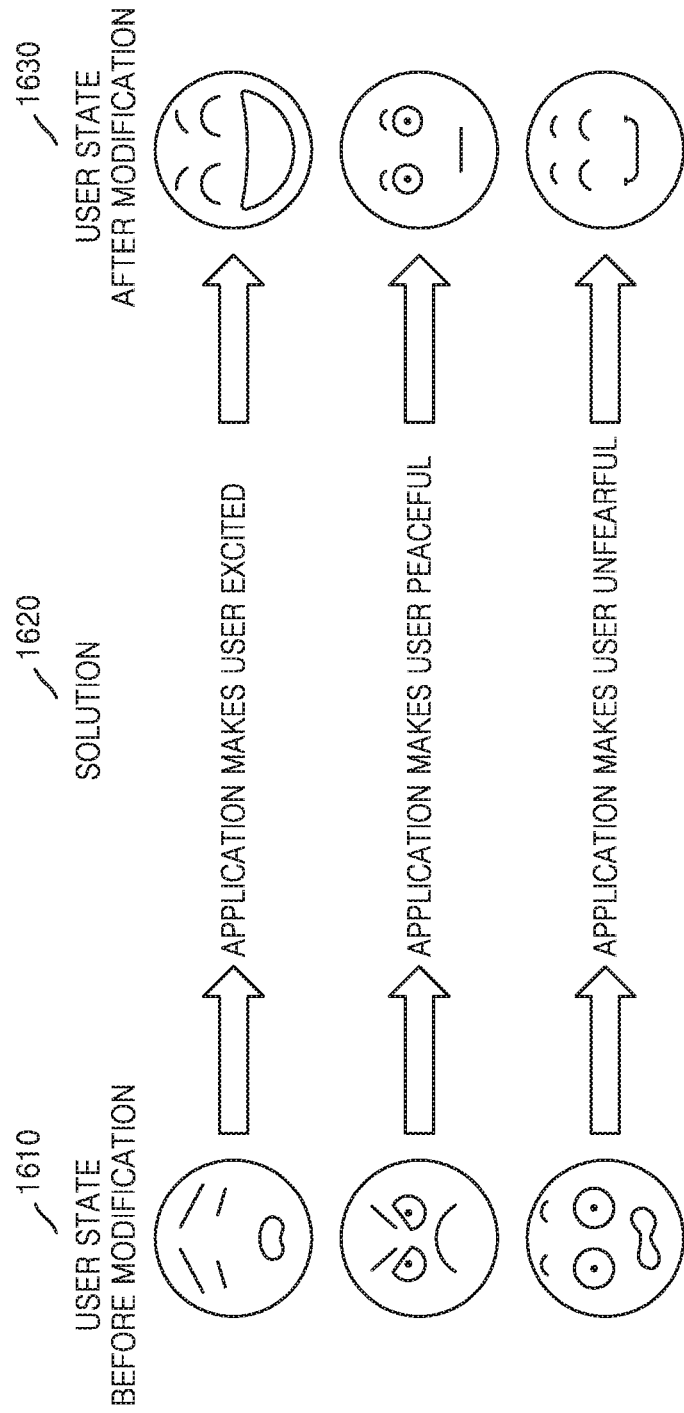 1610
USER STATE
BEFORE MODIFICATION
1620
SOLUTION
1630
USER STATE
AFTER MODIFICATION
APPLICATION MAKES USER EXCITED
APPLICATION MAKES USER PEACEFUL
APPLICATION MAKES USER UNFEARFUL